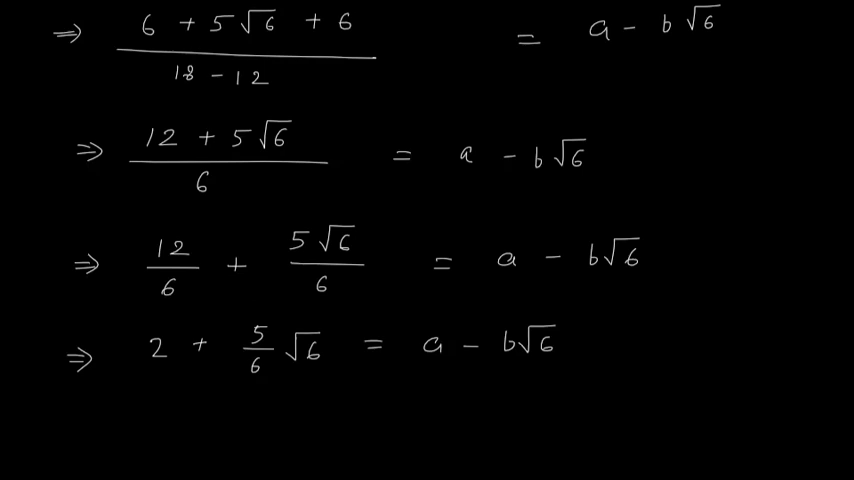 ⇒ (6 + 5√6 + 6)/(18 - 12) = a - b√6
⇒ (12 + 5√6)/6 = a - b√6
⇒ 12/6 + 5√6/6 = a - b√6
⇒ 2 + 5/6 √6 = a - b√6